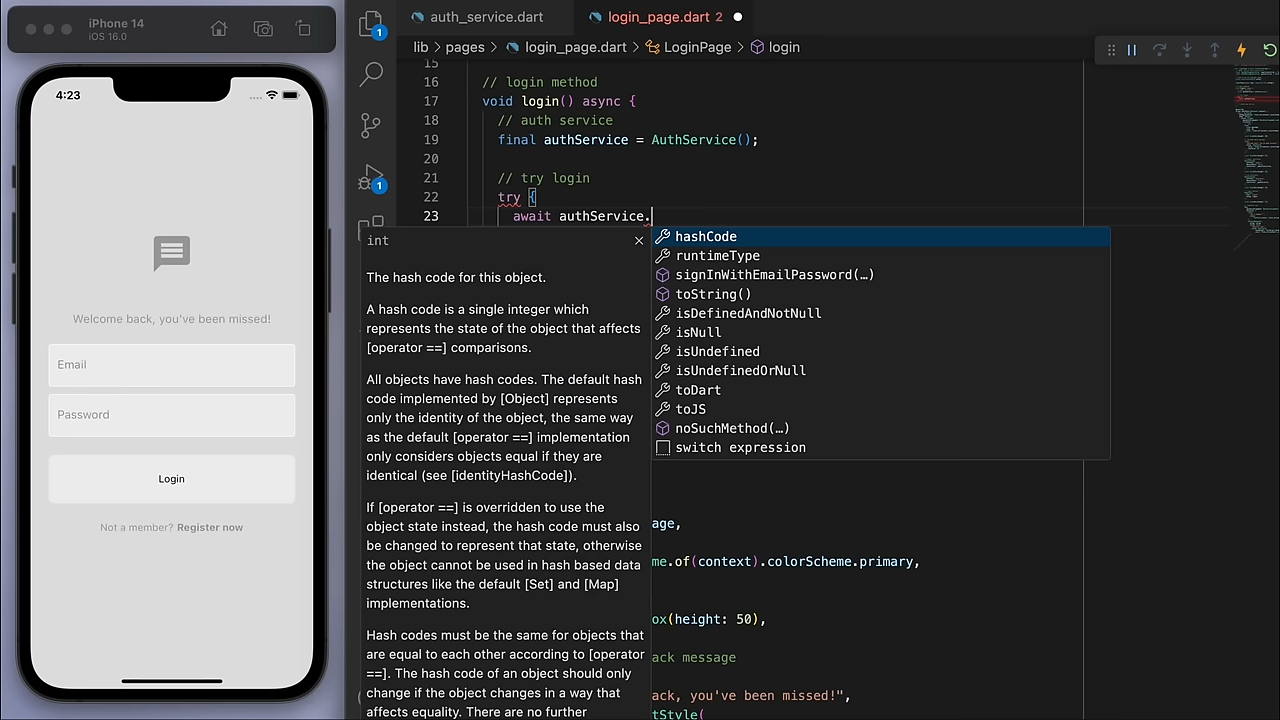 iPhone 14
iOS 16.0
4:23
Welcome back, you've been missed!
Email
Password
Login
Not a member? Register now
1
1
auth_service.dart
login_page.dart 2
lib > pages > login_page.dart > LoginPage > login
15
16 // login method
17 void login() async {
18 // auth service
19 final authService = AuthService();
20
21 // try login
22 try {
23 await authService.
int
The hash code for this object.
A hash code is a single integer which
represents the state of the object that affects
[operator ==] comparisons.
All objects have hash codes. The default hash
code implemented by [Object] represents
only the identity of the object, the same way
as the default [operator ==] implementation
only considers objects equal if they are
identical (see [identityHashCode]).
If [operator ==] is overridden to use the
object state instead, the hash code must also
be changed to represent that state, otherwise
the object cannot be used in hash based data
structures like the default [Set] and [Map]
implementations.
Hash codes must be the same for objects that
are equal to each other according to [operator
==]. The hash code of an object should only
change if the object changes in a way that
affects equality. There are no further
hashCode
runtimeType
signInWithEmailPassword(…)
toString()
isDefinedAndNotNull
isNull
isUndefined
isUndefinedOrNull
toDart
toJS
noSuchMethod(…)
switch expression
age,
me.of(context).colorScheme.primary,
ox(height: 50),
ack message
ack, you've been missed!",
tStyle(